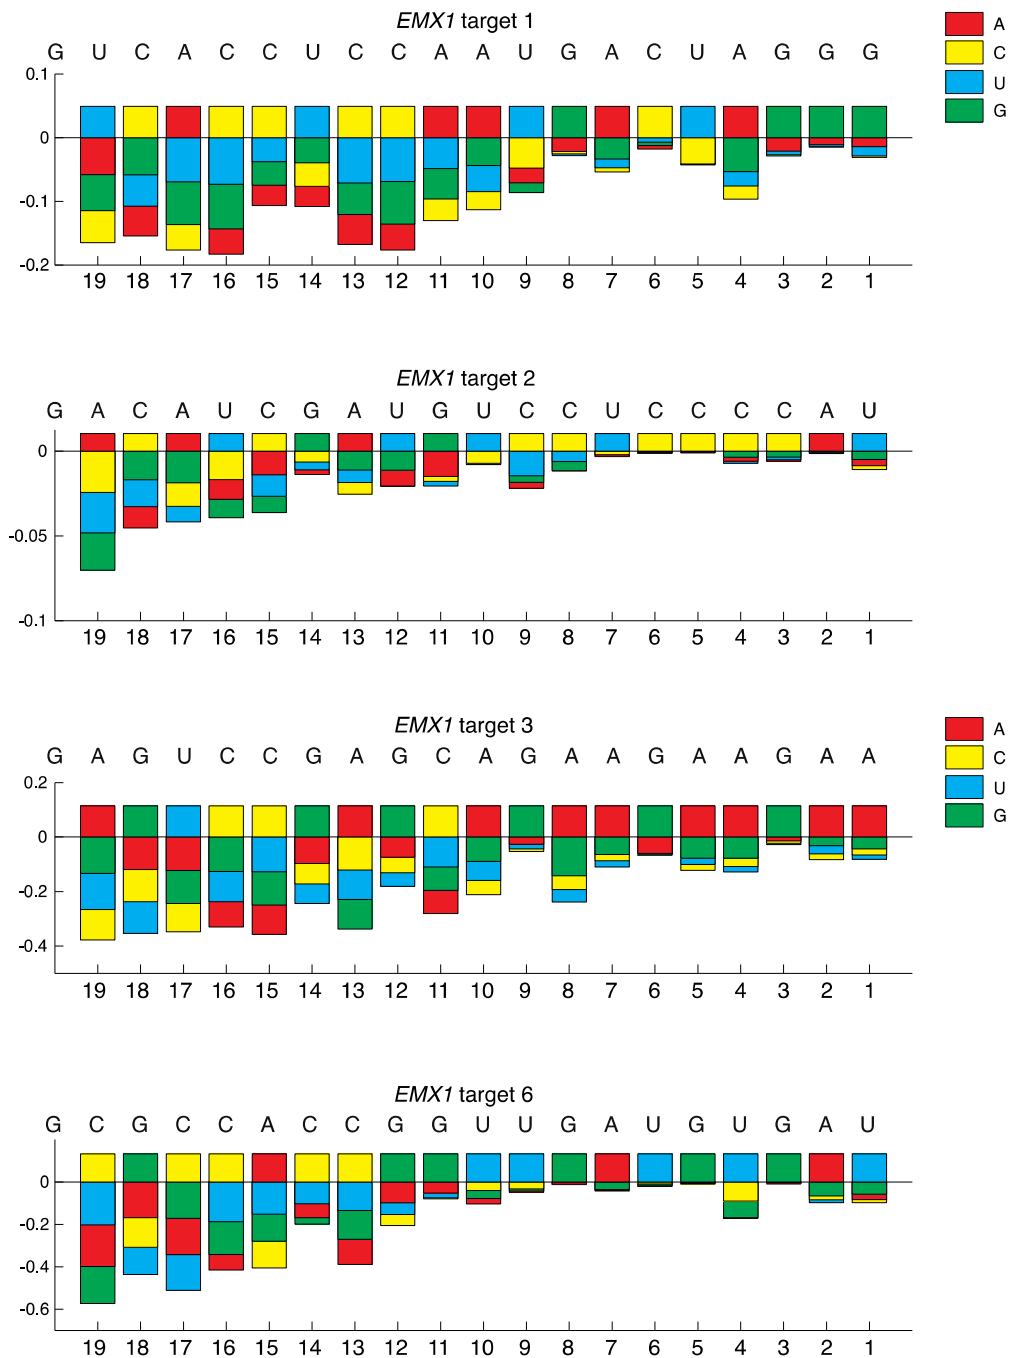 EMX1 target 1
G U C A C C U C C A A U G A C U A G G G
A
C
U
G
0.1
0
-0.1
-0.2
19 18 17 16 15 14 13 12 11 10 9 8 7 6 5 4 3 2 1
EMX1 target 2
G A C A U C G A U G U C C U C C C C A U
0
-0.05
-0.1
19 18 17 16 15 14 13 12 11 10 9 8 7 6 5 4 3 2 1
EMX1 target 3
G A G U C C G A G C A G A A G A A G A A
A
C
U
G
0.2
0
-0.2
-0.4
19 18 17 16 15 14 13 12 11 10 9 8 7 6 5 4 3 2 1
EMX1 target 6
G C G C C A C C G G U U G A U G U G A U
0
-0.2
-0.4
-0.6
19 18 17 16 15 14 13 12 11 10 9 8 7 6 5 4 3 2 1